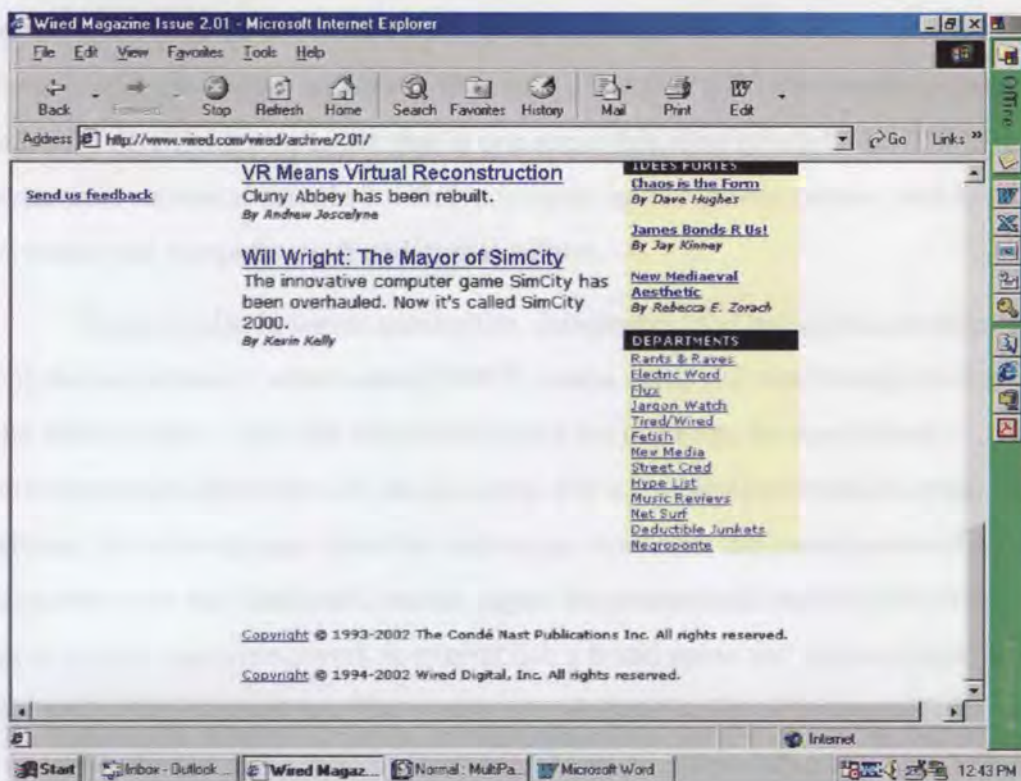 Wired Magazine Issue 2.01 - Microsoft Internet Explorer
File Edit View Favorites Tools Help
Back Forward Stop Refresh Home Search Favorites History Mail Print Edit
Address http://www.wired.com/wired/archive/2.01/ Go Links »
Office
Send us feedback
VR Means Virtual Reconstruction
Cluny Abbey has been rebuilt.
By Andrew Joscelyne
Will Wright: The Mayor of SimCity
The innovative computer game SimCity has
been overhauled. Now it's called SimCity
2000.
By Kevin Kelly
IDEES FORTES
Chaos is the Form
By Dave Hughes
James Bonds R Us!
By Jay Kinney
New Mediaeval
Aesthetic
By Rebecca E. Zorach
DEPARTMENTS
Rants & Raves
Electric Word
Flux
Jargon Watch
Tired/Wired
Fetish
New Media
Street Cred
Hype List
Music Reviews
Net Surf
Deductible Junkets
Negroponte
Copyright © 1993-2002 The Condé Nast Publications Inc. All rights reserved.
Copyright © 1994-2002 Wired Digital, Inc. All rights reserved.
Internet
Start Inbox - Outlook... Wired Magaz... Normal : MultiPa... Microsoft Word 12:43 PM